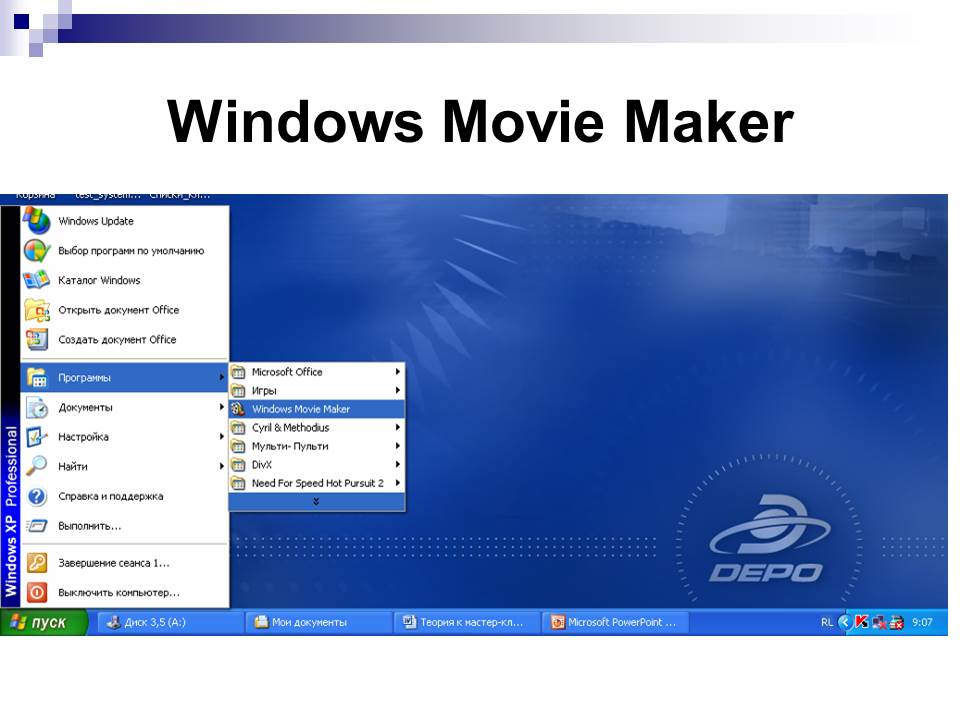 Windows Movie Maker
Корзина test_system... Списки_кл...
Windows Update
Выбор программ по умолчанию
Каталог Windows
Открыть документ Office
Создать документ Office
Программы
Документы
Настройка
Найти
Справка и поддержка
Выполнить...
Завершение сеанса 1...
Выключить компьютер...
Windows XP Professional
Microsoft Office
Игры
Windows Movie Maker
Cyril & Methodius
Мульти- Пульти
DivX
Need For Speed Hot Pursuit 2
DEPO
пуск
Диск 3,5 (A:)
Мои документы
Теория к мастер-кл...
Microsoft PowerPoint ...
RL
9:07